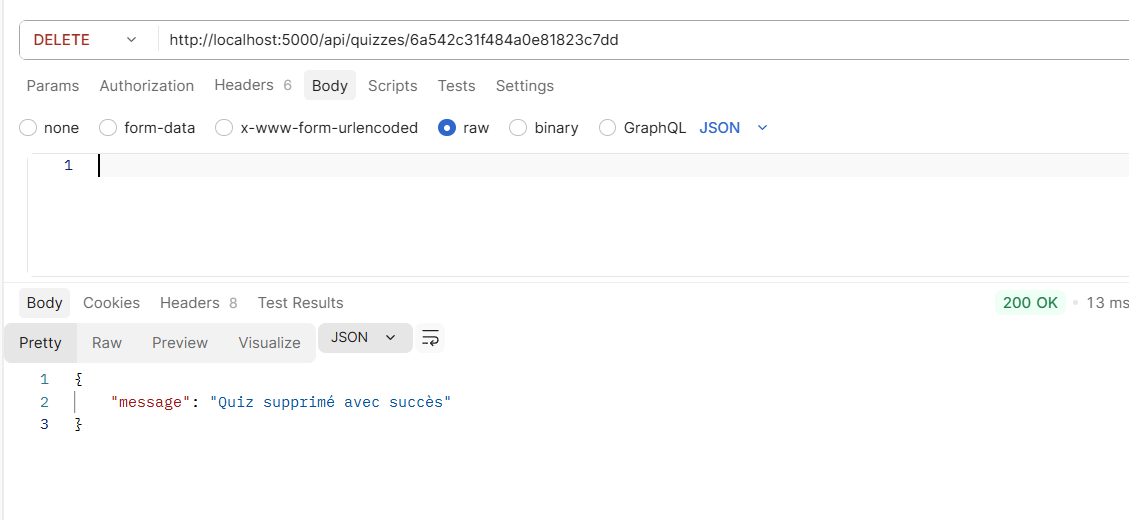 DELETE http://localhost:5000/api/quizzes/6a542c31f484a0e81823c7dd
Params Authorization Headers 6 Body Scripts Tests Settings
none form-data x-www-form-urlencoded raw binary GraphQL JSON
1
Body Cookies Headers 8 Test Results 200 OK 13 ms
Pretty Raw Preview Visualize JSON
1 {
2 "message": "Quiz supprimé avec succès"
3 }